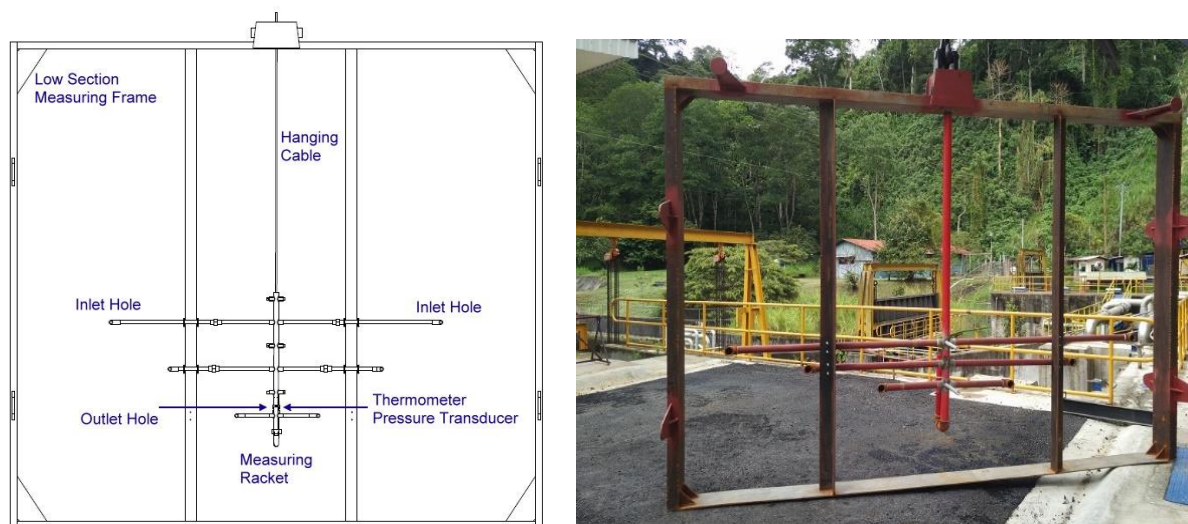 Low Section
Measuring Frame
Hanging
Cable
Inlet Hole
Inlet Hole
Outlet Hole
Thermometer
Pressure Transducer
Measuring
Racket